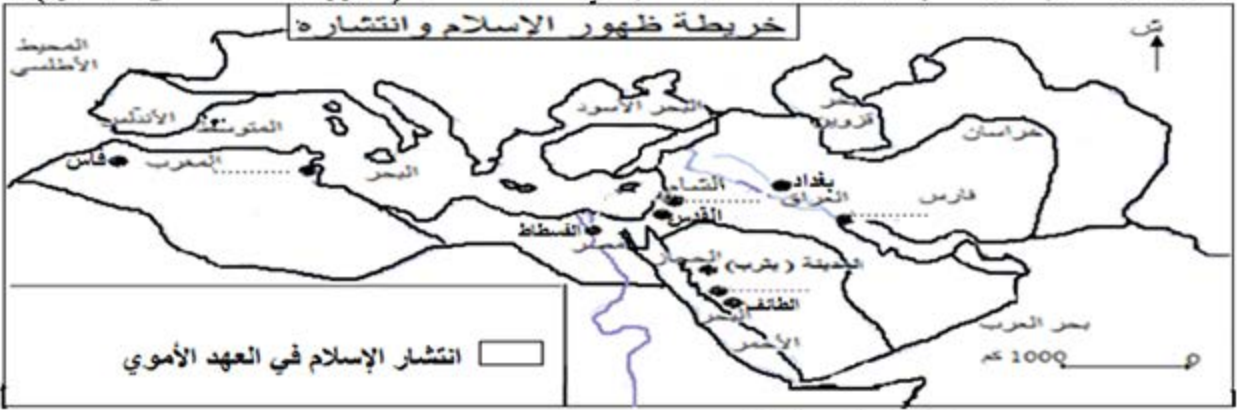 خريطة ظهور الإسلام وانتشاره
ش
المحيط
الأطلسي
الأندلس
المتوسط
البحر الأسود
بحر
قزوين
خراسان
فاس
المغرب
..............
البحر
الشام
..............
القدس
بغداد
العراق
..............
فارس
الفسطاط
مصر
الحجاز
المدينة (يثرب)
..............
الطائف
البحر
الأحمر
بحر العرب
0 1000 كم
انتشار الإسلام في العهد الأموي